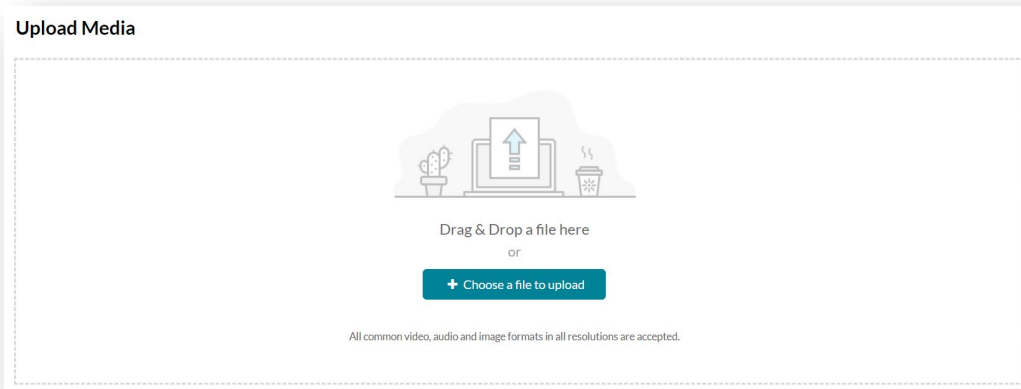 Upload Media
Drag & Drop a file here
or
+ Choose a file to upload
All common video, audio and image formats in all resolutions are accepted.